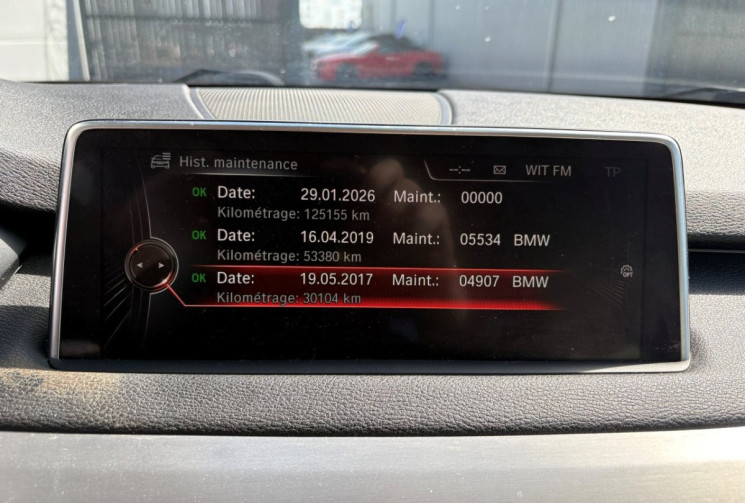 Hist. maintenance --:-- WIT FM TP
OK Date: 29.01.2026 Maint.: 00000
Kilométrage: 125155 km
OK Date: 16.04.2019 Maint.: 05534 BMW
Kilométrage: 53380 km
OK Date: 19.05.2017 Maint.: 04907 BMW
Kilométrage: 30104 km
OFF